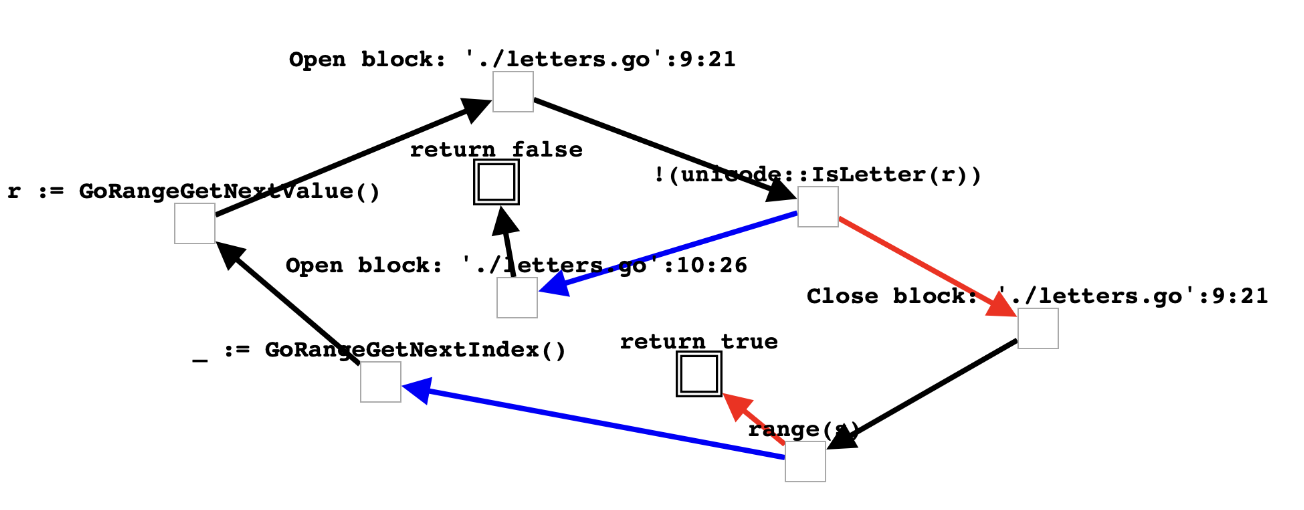 Open block: './letters.go':9:21
return false
!(unicode::IsLetter(r))
r := GoRangeGetNextValue()
Open block: './letters.go':10:26
Close block: './letters.go':9:21
return true
_ := GoRangeGetNextIndex()
range(s)